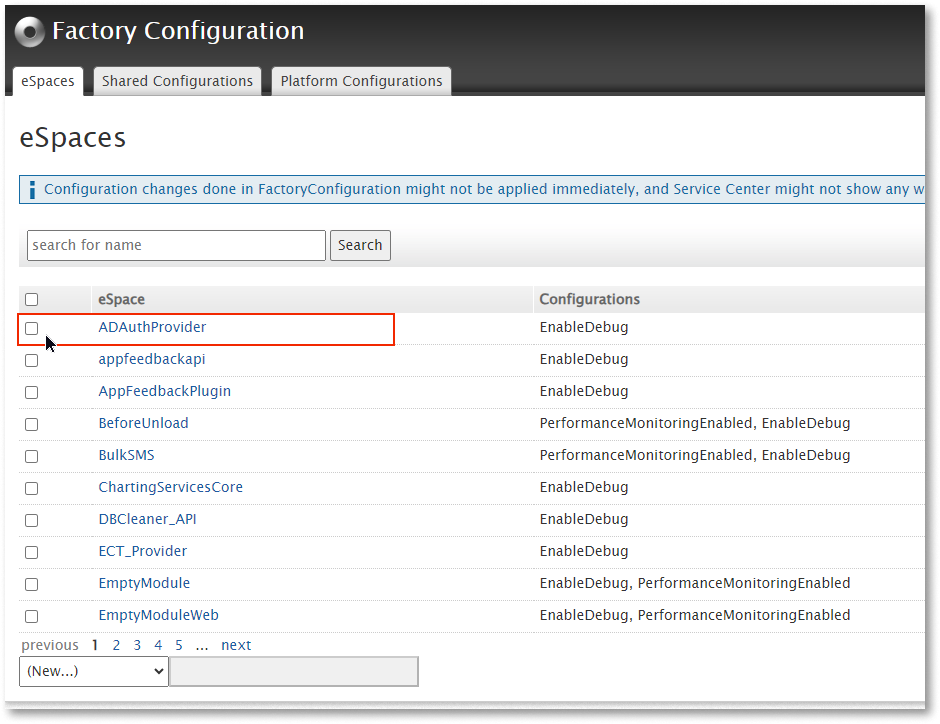 Factory Configuration
eSpaces Shared Configurations Platform Configurations
eSpaces
Configuration changes done in FactoryConfiguration might not be applied immediately, and Service Center might not show any w
search for name Search
eSpace Configurations
ADAuthProvider EnableDebug
appfeedbackapi EnableDebug
AppFeedbackPlugin EnableDebug
BeforeUnload PerformanceMonitoringEnabled, EnableDebug
BulkSMS PerformanceMonitoringEnabled, EnableDebug
ChartingServicesCore EnableDebug
DBCleaner_API EnableDebug
ECT_Provider EnableDebug
EmptyModule EnableDebug, PerformanceMonitoringEnabled
EmptyModuleWeb EnableDebug, PerformanceMonitoringEnabled
previous 1 2 3 4 5 ... next
(New...)